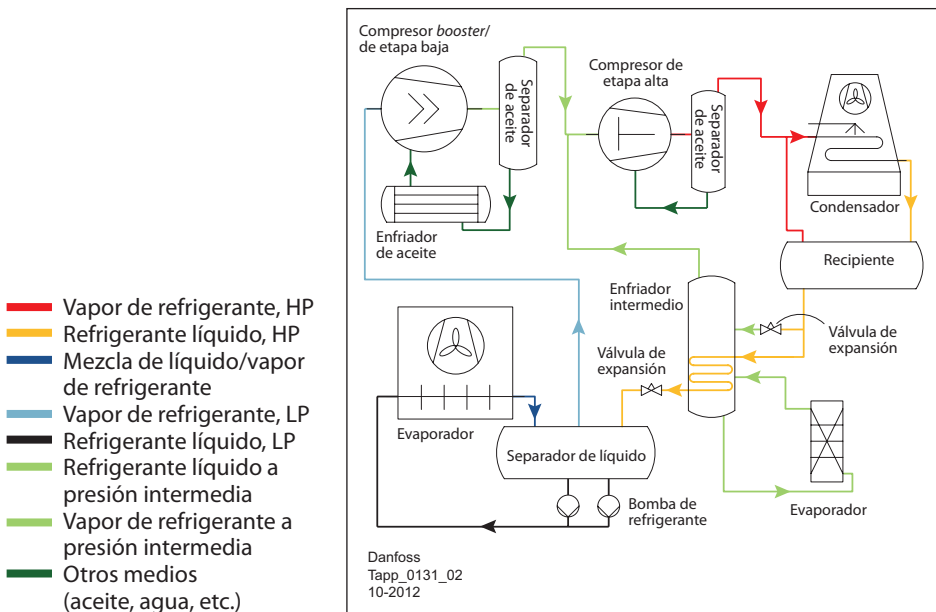 Compresor booster/
de etapa baja
Separador
de aceite
Compresor de
etapa alta
Separador
de aceite
Enfriador
de aceite
Condensador
Recipiente
Enfriador
intermedio
Válvula de
expansión
Válvula de
expansión
Evaporador
Separador de líquido
Bomba de
refrigerante
Evaporador
Danfoss
Tapp_0131_02
10-2012
Vapor de refrigerante, HP
Refrigerante líquido, HP
Mezcla de líquido/vapor
de refrigerante
Vapor de refrigerante, LP
Refrigerante líquido, LP
Refrigerante líquido a
presión intermedia
Vapor de refrigerante a
presión intermedia
Otros medios
(aceite, agua, etc.)